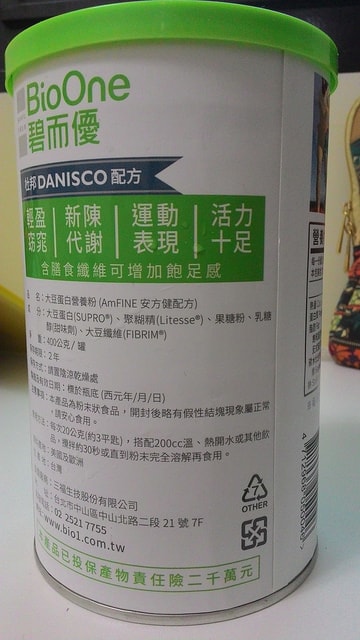 BioOne
碧而優
杜邦DANISCO配方
輕盈 新陳 運動 活力
窈窕 代謝 表現 十足
含膳食纖維可增加飽足感
名：大豆蛋白營養粉 (AmFINE 安方健配方)
份：大豆蛋白(SUPRO®)、聚糊精(Litesse®)、果糖粉、乳糖
醇(甜味劑)、大豆纖維(FIBRIM®)
量：400公克/ 罐
2年
請置陰涼乾燥處
標於瓶底 (西元年/月/日)
本產品為粉末狀食品，開封後略有假性結塊現象屬正常
，請安心食用。
每次20公克(約3平匙)，搭配200cc溫、熱開水或其他飲
品，攪拌約30秒或直到粉末完全溶解再食用。
美國及歐洲
台灣
三福生技股份有限公司
台北市中山區中山北路二段 21 號 7F
02 2521 7755
www.bio1.com.tw
產品已投保產物責任險二千萬元
7
OTHER
營